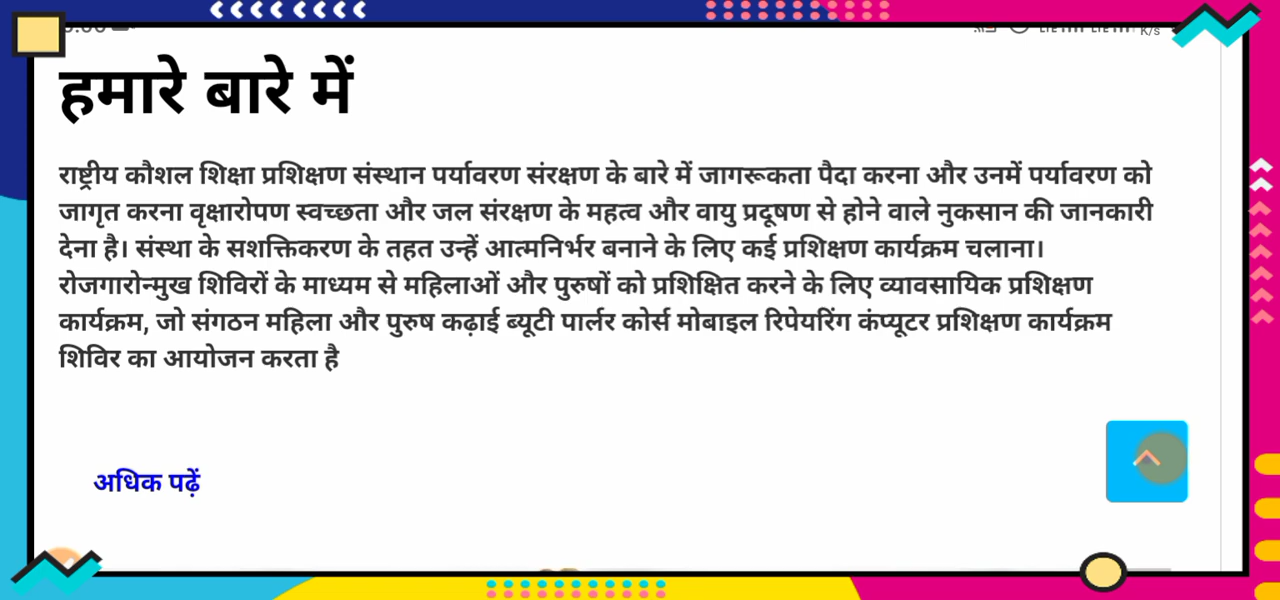 हमारे बारे में
राष्ट्रीय कौशल शिक्षा प्रशिक्षण संस्थान पर्यावरण संरक्षण के बारे में जागरूकता पैदा करना और उनमें पर्यावरण को
जागृत करना वृक्षारोपण स्वच्छता और जल संरक्षण के महत्व और वायु प्रदूषण से होने वाले नुकसान की जानकारी
देना है। संस्था के सशक्तिकरण के तहत उन्हें आत्मनिर्भर बनाने के लिए कई प्रशिक्षण कार्यक्रम चलाना।
रोजगारोन्मुख शिविरों के माध्यम से महिलाओं और पुरुषों को प्रशिक्षित करने के लिए व्यावसायिक प्रशिक्षण
कार्यक्रम, जो संगठन महिला और पुरुष कढ़ाई ब्यूटी पार्लर कोर्स मोबाइल रिपेयरिंग कंप्यूटर प्रशिक्षण कार्यक्रम
शिविर का आयोजन करता है
अधिक पढ़ें